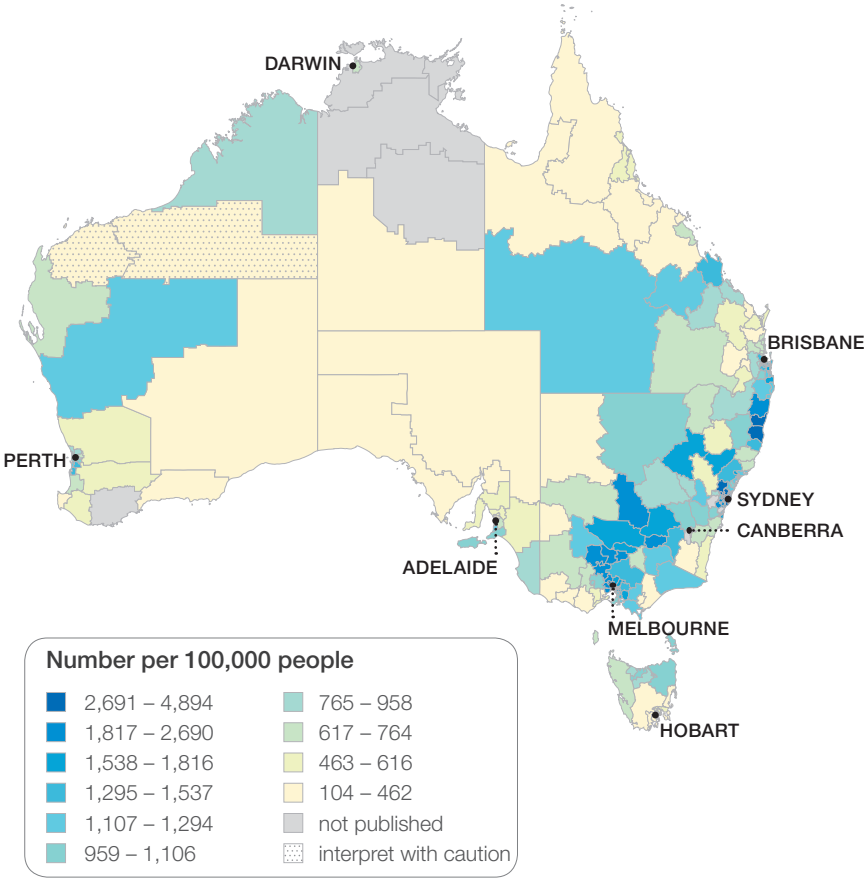 DARWIN
BRISBANE
PERTH
SYDNEY
CANBERRA
ADELAIDE
MELBOURNE
HOBART
Number per 100,000 people
2,691 – 4,894
1,817 – 2,690
1,538 – 1,816
1,295 – 1,537
1,107 – 1,294
959 – 1,106
765 – 958
617 – 764
463 – 616
104 – 462
not published
interpret with caution